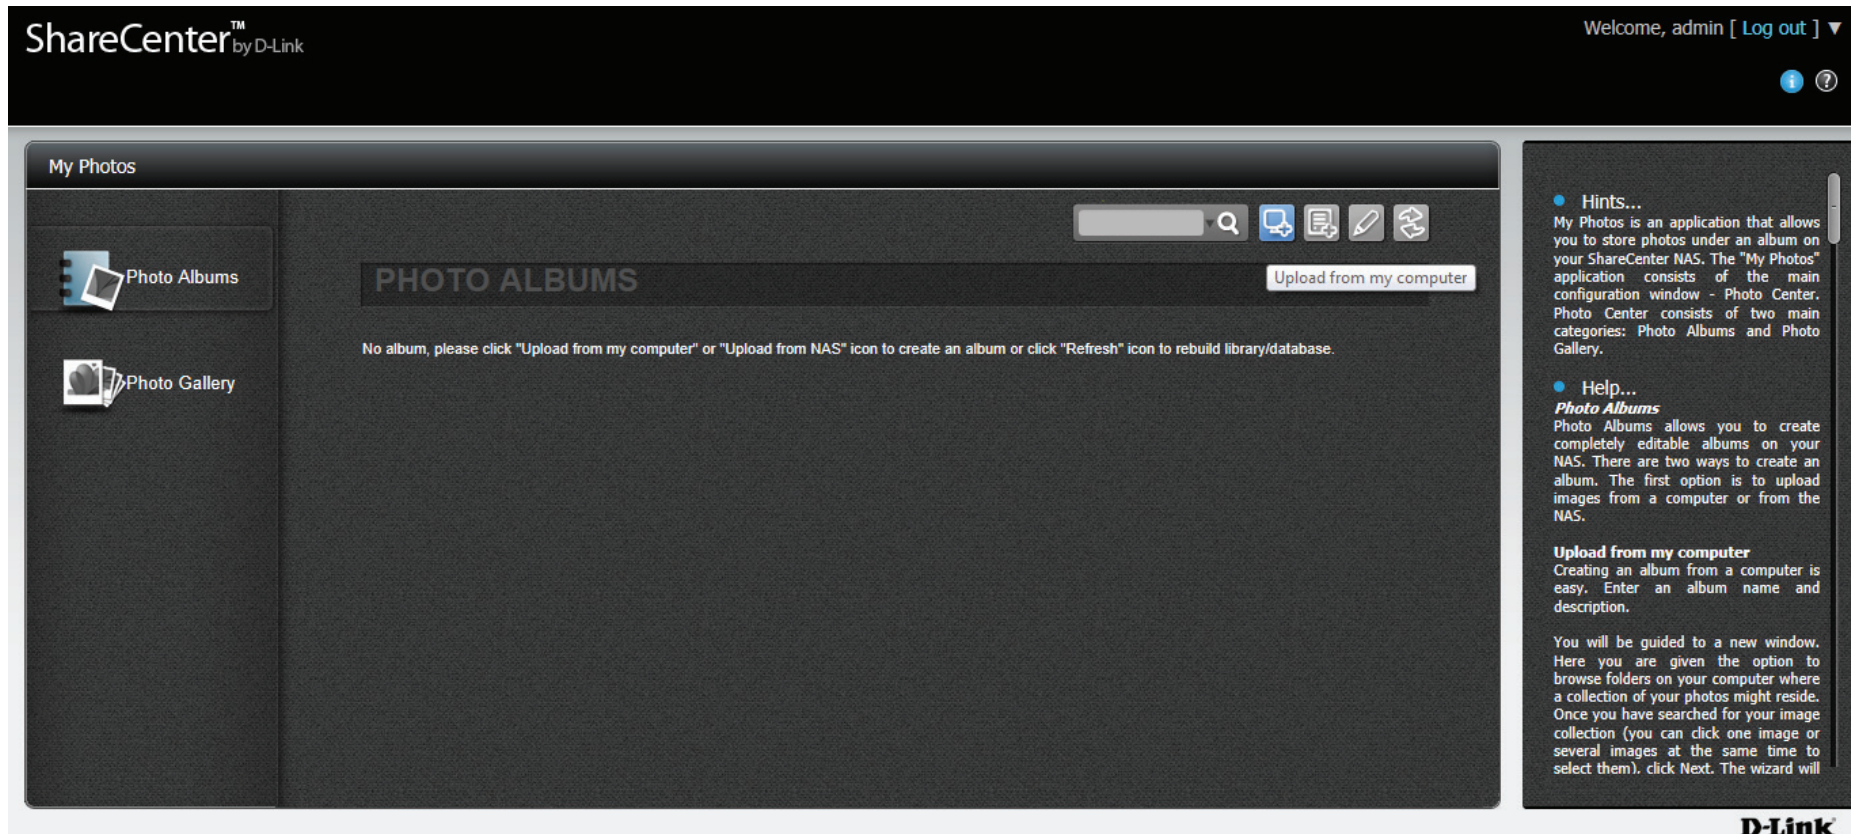 ShareCenter™ by D-Link
Welcome, admin [ Log out ] ▼
My Photos
Photo Albums
Photo Gallery
PHOTO ALBUMS
Upload from my computer
No album, please click "Upload from my computer" or "Upload from NAS" icon to create an album or click "Refresh" icon to rebuild library/database.
Hints...
My Photos is an application that allows
you to store photos under an album on
your ShareCenter NAS. The "My Photos"
application consists of the main
configuration window - Photo Center.
Photo Center consists of two main
categories: Photo Albums and Photo
Gallery.
Help...
Photo Albums
Photo Albums allows you to create
completely editable albums on your
NAS. There are two ways to create an
album. The first option is to upload
images from a computer or from the
NAS.
Upload from my computer
Creating an album from a computer is
easy. Enter an album name and
description.
You will be guided to a new window.
Here you are given the option to
browse folders on your computer where
a collection of your photos might reside.
Once you have searched for your image
collection (you can click one image or
several images at the same time to
select them), click Next. The wizard will
D-Link